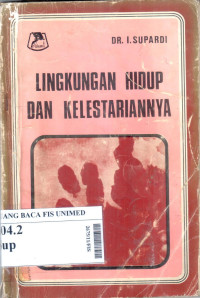 DR. I. SUPARDI
LINGKUNGAN HIDUP
DAN KELESTARIANNYA
ANG BACA FIS UNIMED
04.2
up